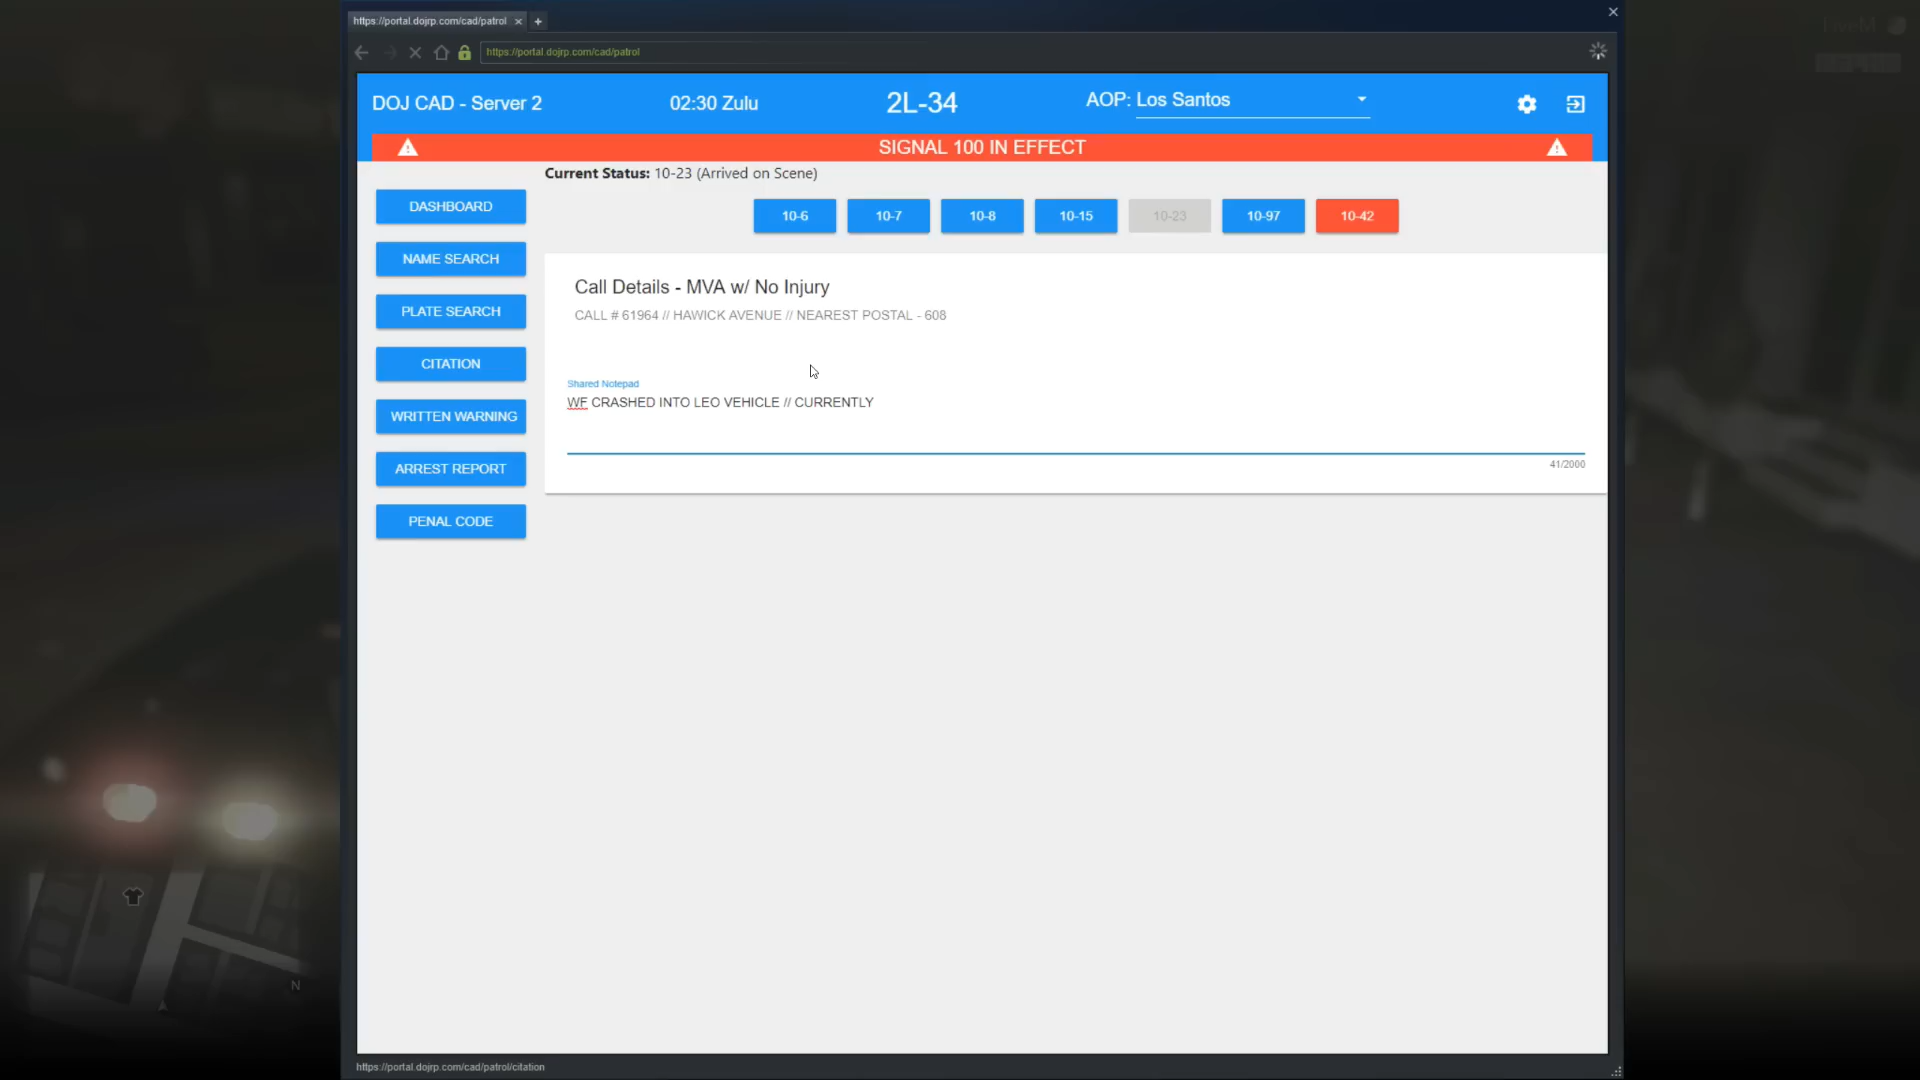 https://portal.dojrp.com/cad/patrol
https://portal.dojrp.com/cad/patrol
DOJ CAD - Server 2
02:30 Zulu
2L-34
AOP: Los Santos
SIGNAL 100 IN EFFECT
Current Status: 10-23 (Arrived on Scene)
10-6
10-7
10-8
10-15
10-23
10-97
10-42
DASHBOARD
NAME SEARCH
PLATE SEARCH
CITATION
WRITTEN WARNING
ARREST REPORT
PENAL CODE
Call Details - MVA w/ No Injury
CALL # 61964 // HAWICK AVENUE // NEAREST POSTAL - 608
Shared Notepad
WF CRASHED INTO LEO VEHICLE // CURRENTLY
41/2000
N
https://portal.dojrp.com/cad/patrol/citation